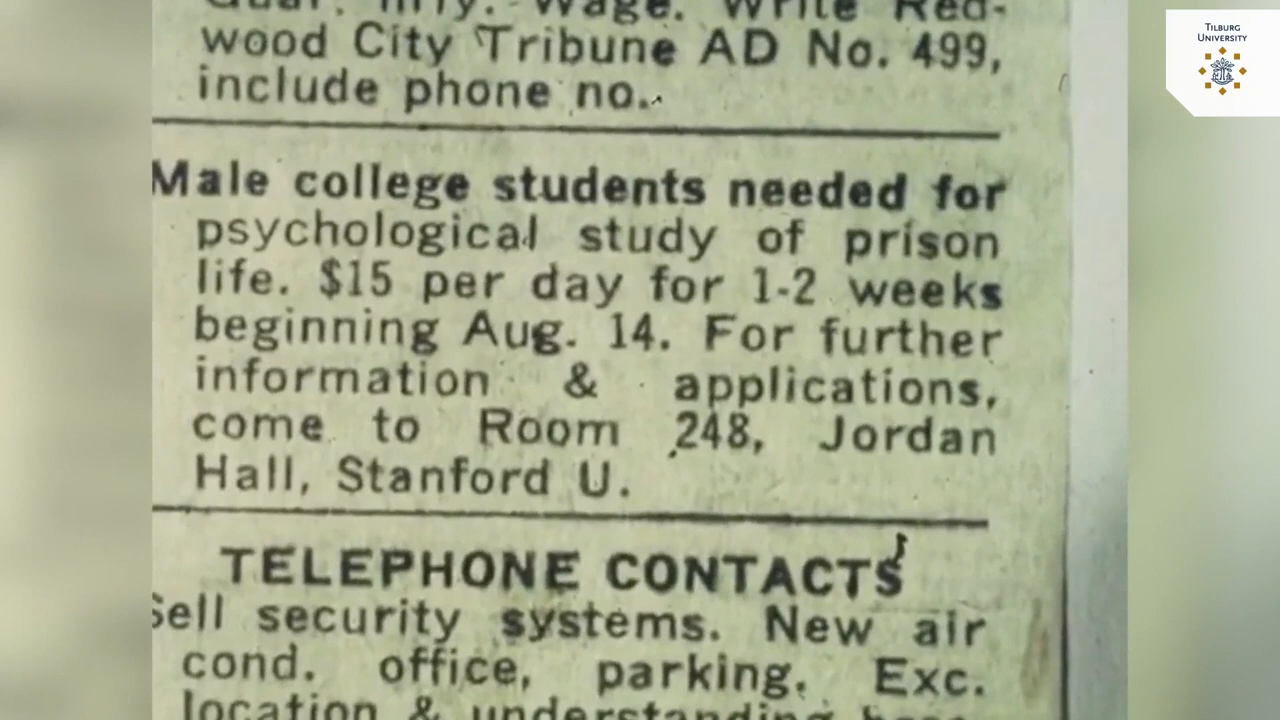 wood City Tribune AD No. 499,
include phone no.
Male college students needed for
psychological study of prison
life. $15 per day for 1-2 weeks
beginning Aug. 14. For further
information & applications,
come to Room 248, Jordan
Hall, Stanford U.
TELEPHONE CONTACTS
Sell security systems. New air
cond. office, parking. Exc.
location & understanding
TILBURG
UNIVERSITY